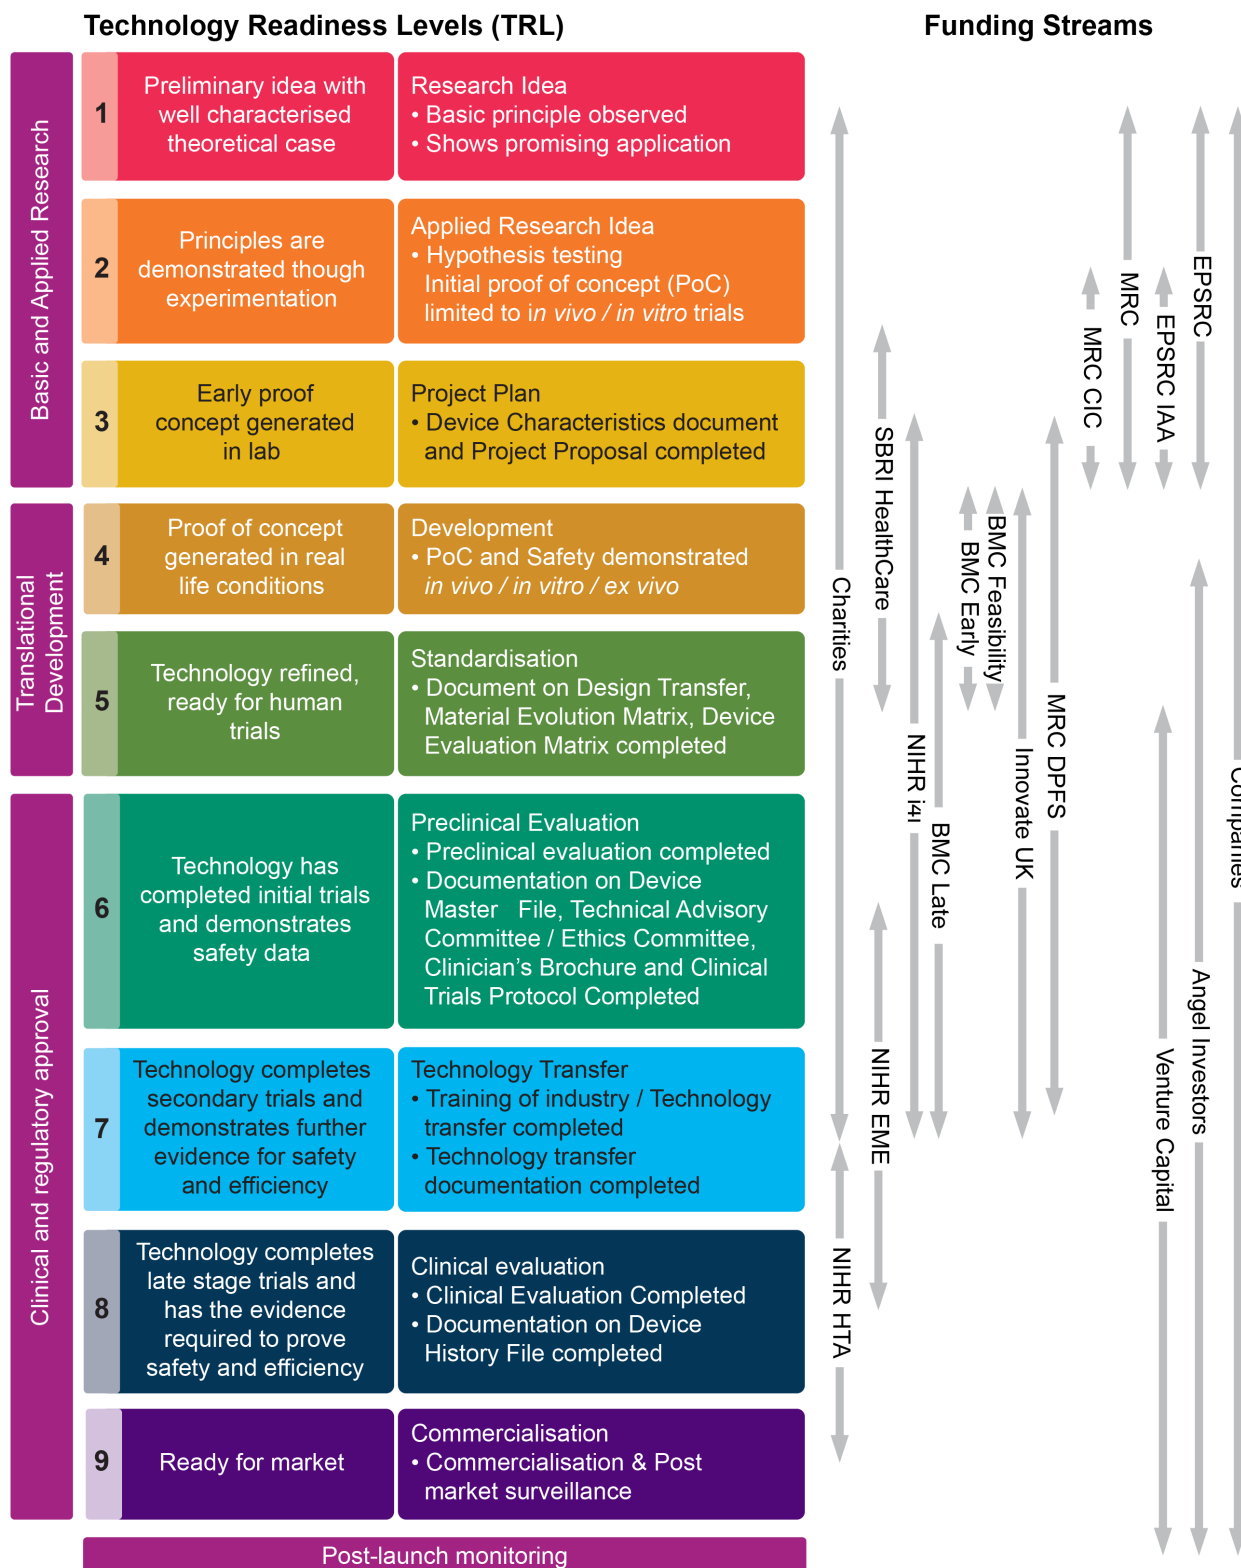 Technology Readiness Levels (TRL)
Funding Streams
Basic and Applied Research
1
Preliminary idea with
well characterised
theoretical case
Research Idea
• Basic principle observed
• Shows promising application
2
Principles are
demonstrated though
experimentation
Applied Research Idea
• Hypothesis testing
Initial proof of concept (PoC)
limited to in vivo / in vitro trials
3
Early proof
concept generated
in lab
Project Plan
• Device Characteristics document
and Project Proposal completed
Translational
Development
4
Proof of concept
generated in real
life conditions
Development
• PoC and Safety demonstrated
in vivo / in vitro / ex vivo
5
Technology refined,
ready for human
trials
Standardisation
• Document on Design Transfer,
Material Evolution Matrix, Device
Evaluation Matrix completed
Clinical and regulatory approval
6
Technology has
completed initial trials
and demonstrates
safety data
Preclinical Evaluation
• Preclinical evaluation completed
• Documentation on Device
Master File, Technical Advisory
Committee / Ethics Committee,
Clinician's Brochure and Clinical
Trials Protocol Completed
7
Technology completes
secondary trials and
demonstrates further
evidence for safety
and efficiency
Technology Transfer
• Training of industry / Technology
transfer completed
• Technology transfer
documentation completed
8
Technology completes
late stage trials and
has the evidence
required to prove
safety and efficiency
Clinical evaluation
• Clinical Evaluation Completed
• Documentation on Device
History File completed
9
Ready for market
Commercialisation
• Commercialisation & Post
market surveillance
Post-launch monitoring
Charities
NIHR HTA
SBRI HealthCare
NIHR EME
NIHR i4i
BMC Late
BMC Early
BMC Feasibility
Innovate UK
MRC DPFS
MRC CIC
MRC
EPSRC IAA
EPSRC
Venture Capital
Angel Investors
Companies